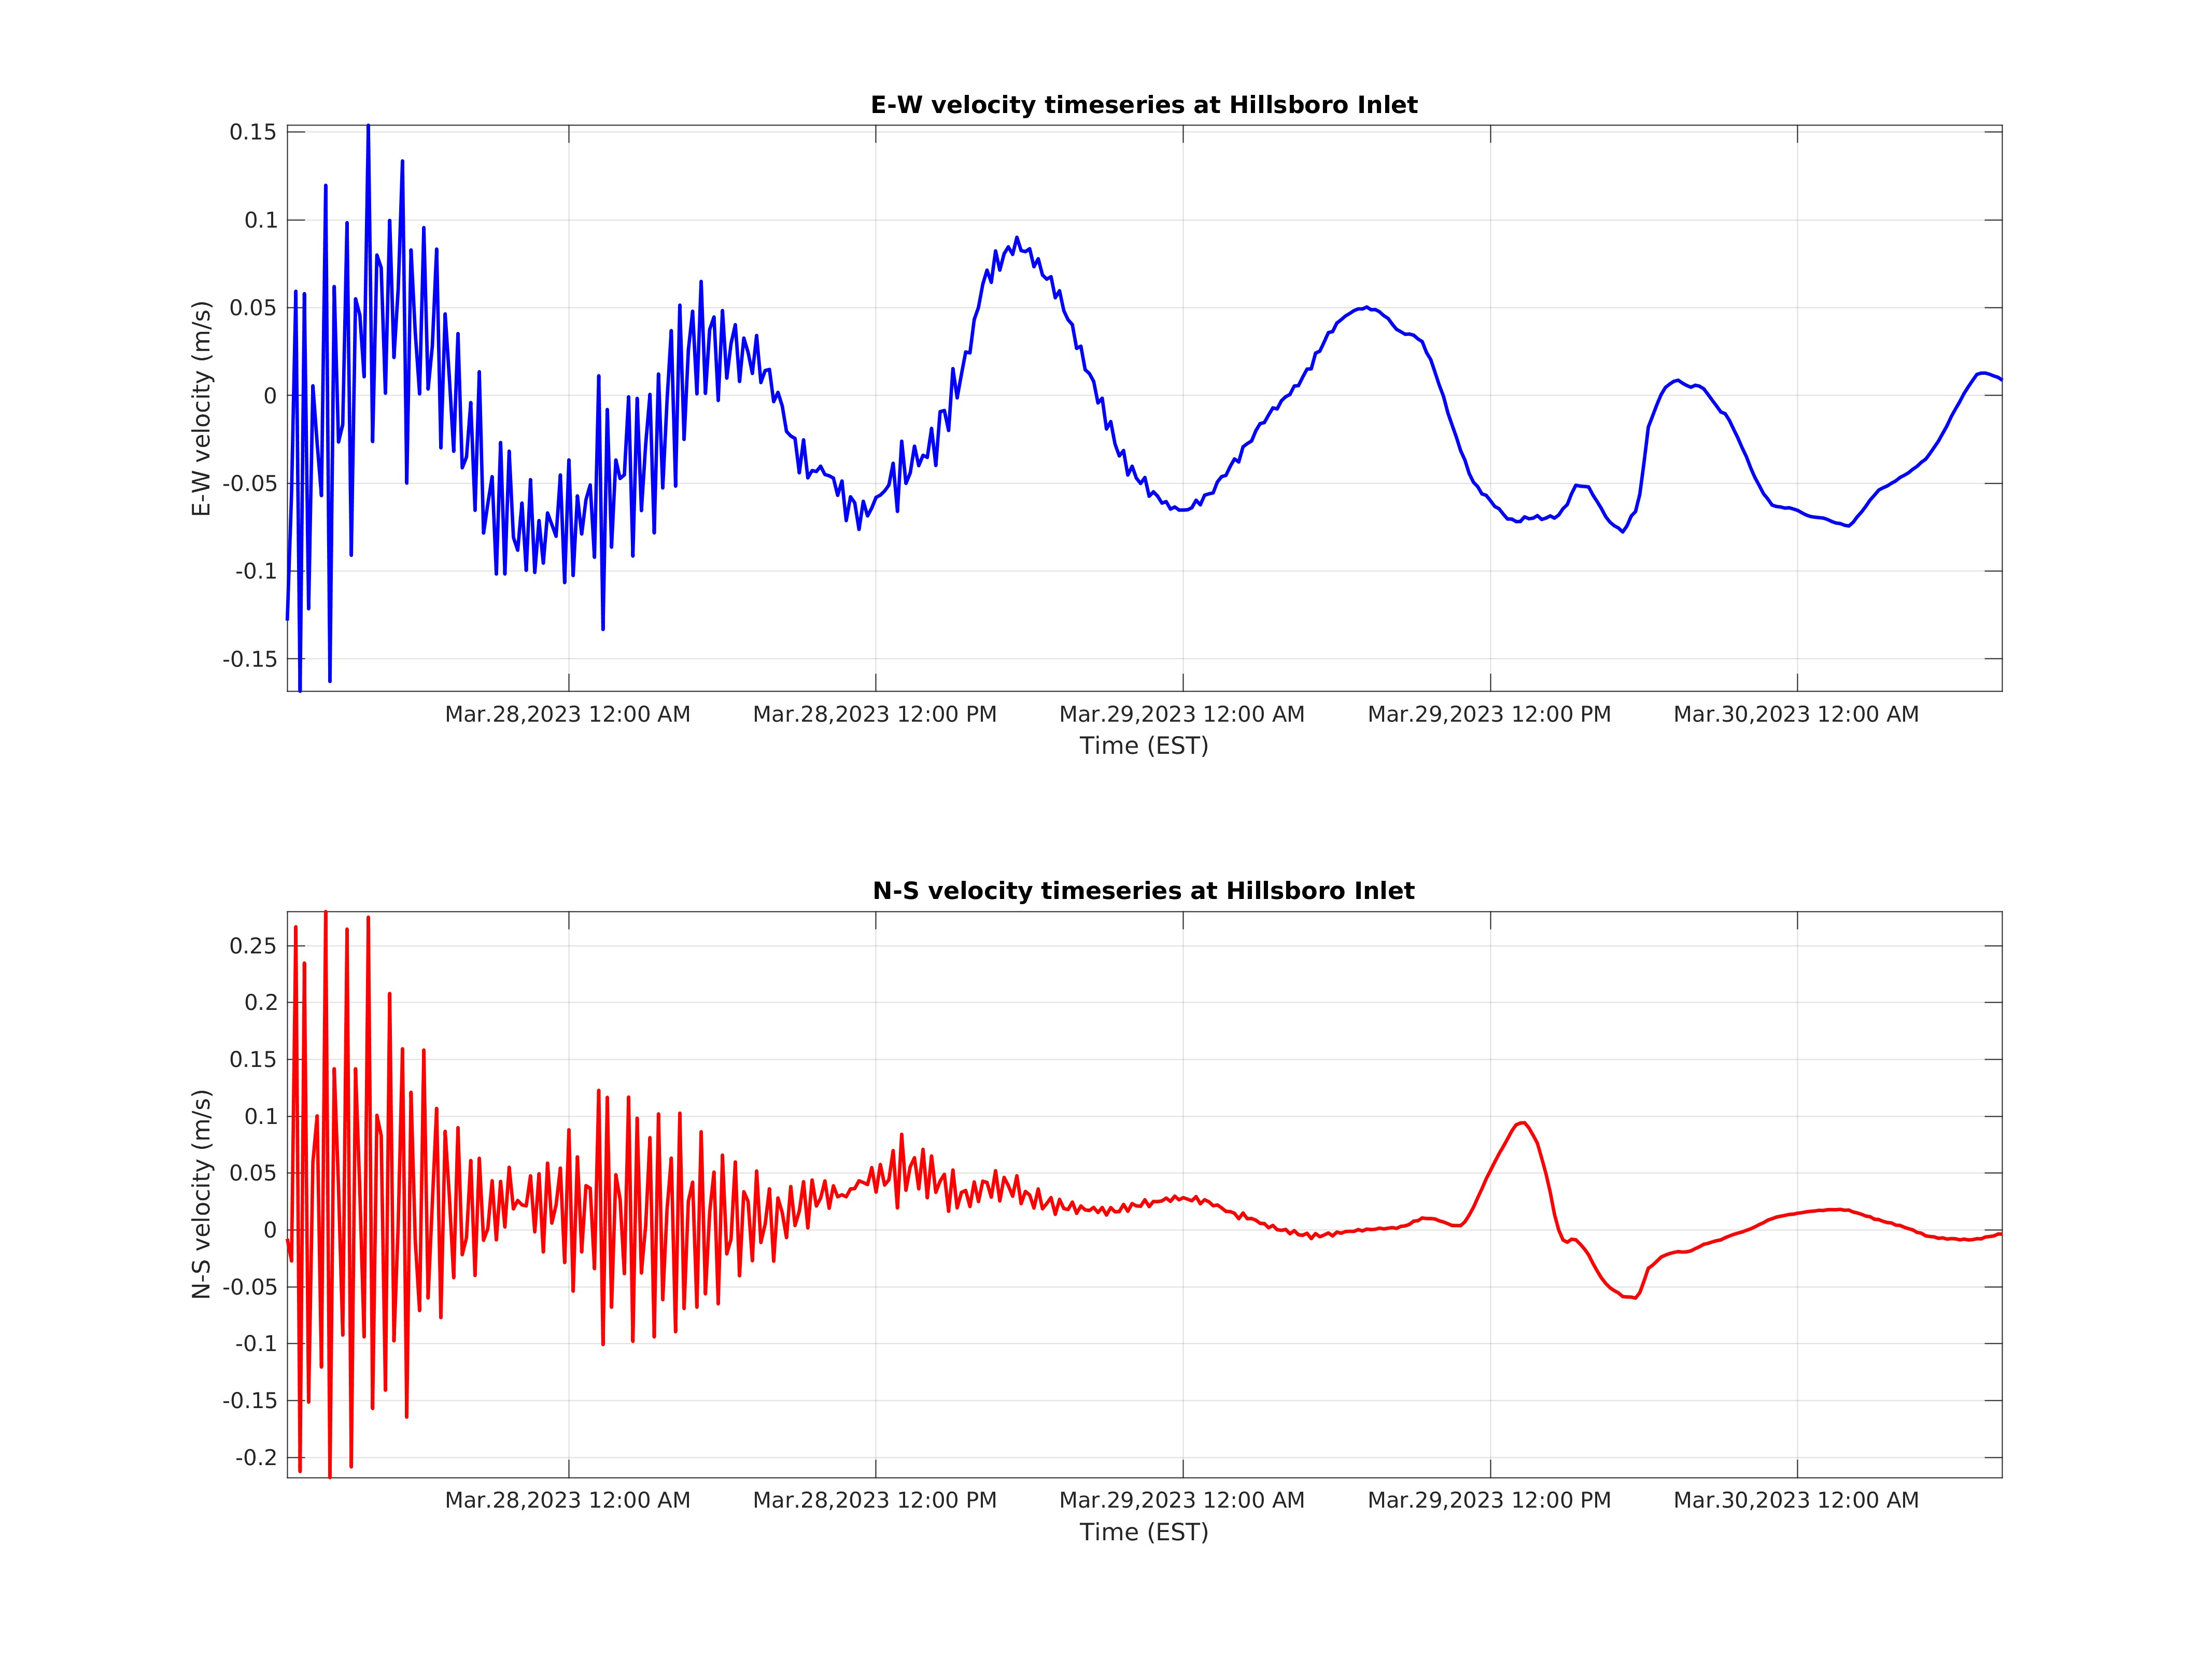 E-W velocity timeseries at Hillsboro Inlet
0.15
0.1
0.05
0
-0.05
-0.1
-0.15
E-W velocity (m/s)
Mar.28,2023 12:00 AM Mar.28,2023 12:00 PM Mar.29,2023 12:00 AM Mar.29,2023 12:00 PM Mar.30,2023 12:00 AM
Time (EST)
N-S velocity timeseries at Hillsboro Inlet
0.25
0.2
0.15
0.1
0.05
0
-0.05
-0.1
-0.15
-0.2
N-S velocity (m/s)
Mar.28,2023 12:00 AM Mar.28,2023 12:00 PM Mar.29,2023 12:00 AM Mar.29,2023 12:00 PM Mar.30,2023 12:00 AM
Time (EST)